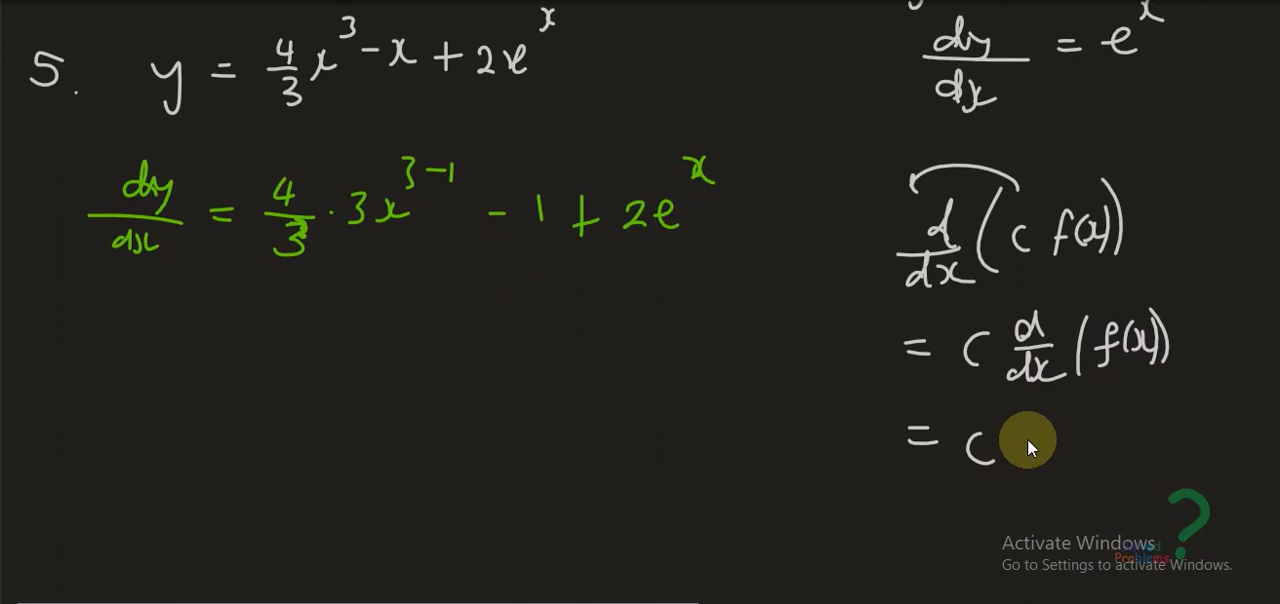 5. y = 4/3 x^3 - x + 2e^x
dy/dx = 4/3 · 3x^(3-1) - 1 + 2e^x
dy/dx = e^x
d/dx (c f(x))
= c d/dx (f(x))
= c
Activate Windows
Problems
Go to Settings to activate Windows.